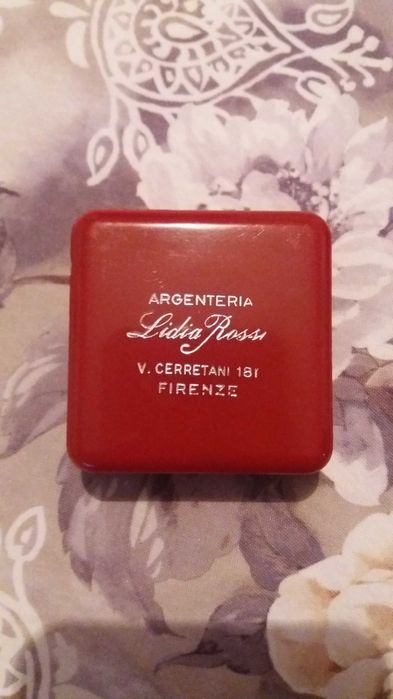 ARGENTERIA
Lidia Rossi
V. CERRETANI 18r
FIRENZE